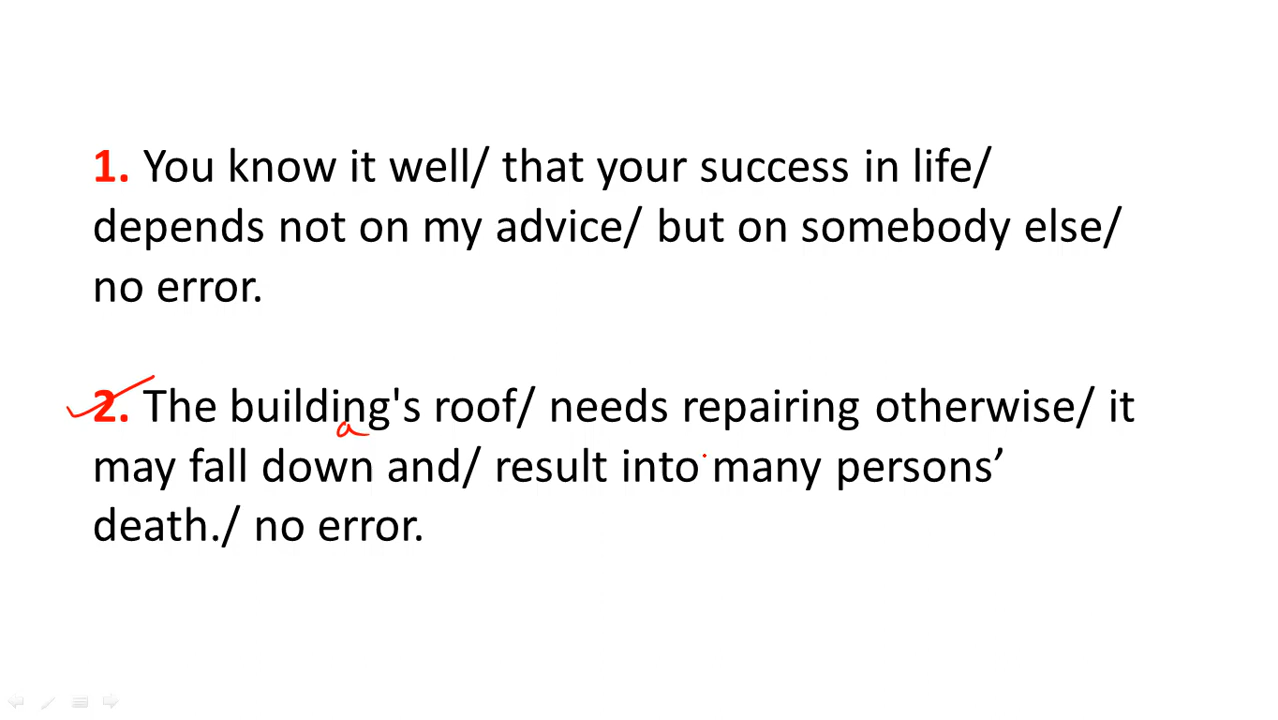 1. You know it well/ that your success in life/
depends not on my advice/ but on somebody else/
no error.
2. The building's roof/ needs repairing otherwise/ it
a
may fall down and/ result into many persons’
death./ no error.